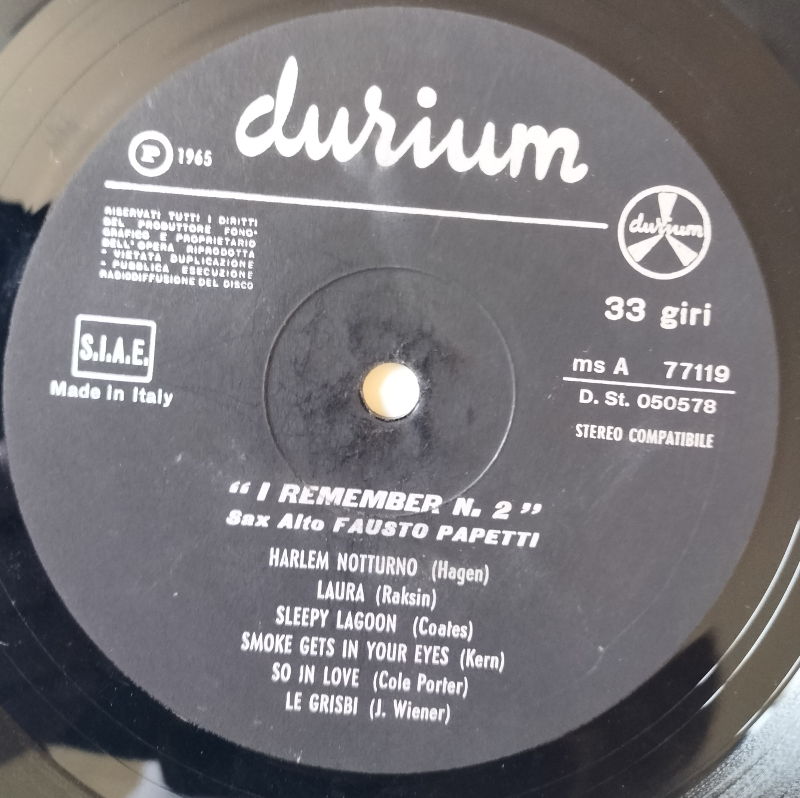 durium
P 1965
RISERVATI TUTTI I DIRITTI
DEL PRODUTTORE FONO-
GRAFICO E PROPRIETARIO
DELL'OPERA RIPRODOTTA
- VIETATA DUPLICAZIONE
- PUBBLICA ESECUZIONE
RADIODIFFUSIONE DEL DISCO
durium
33 giri
S.I.A.E.
Made in Italy
ms A 77119
D. St. 050578
STEREO COMPATIBILE
“ I REMEMBER N. 2 ”
Sax Alto FAUSTO PAPETTI
HARLEM NOTTURNO (Hagen)
LAURA (Raksin)
SLEEPY LAGOON (Coates)
SMOKE GETS IN YOUR EYES (Kern)
SO IN LOVE (Cole Porter)
LE GRISBI (J. Wiener)